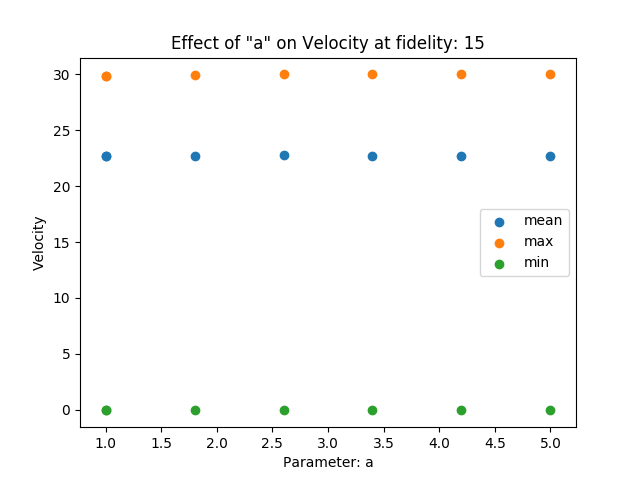 Effect of "a" on Velocity at fidelity: 15
30
25
20
15
10
5
0
Velocity
mean
max
min
1.0 1.5 2.0 2.5 3.0 3.5 4.0 4.5 5.0
Parameter: a